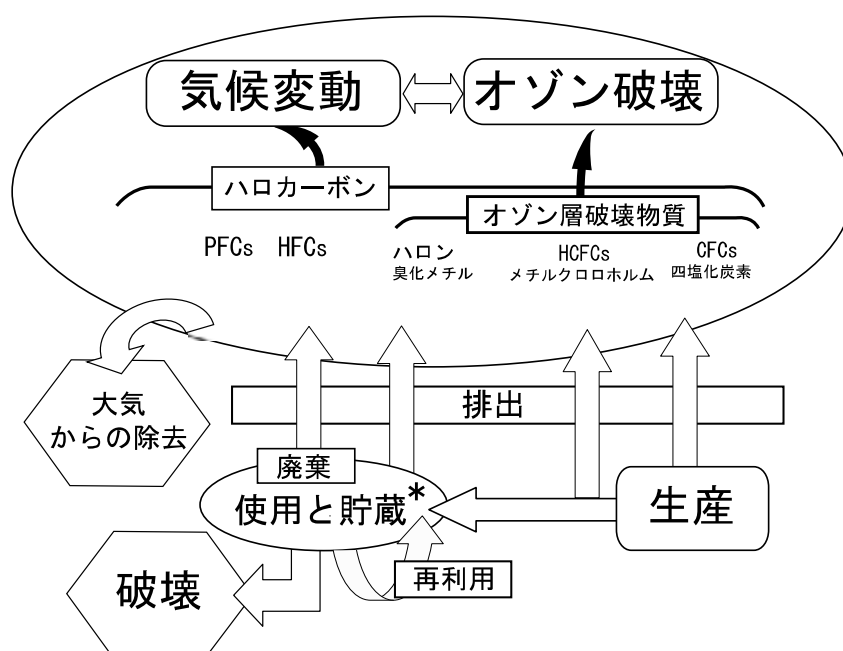 気候変動
オゾン破壊
ハロカーボン
オゾン層破壊物質
PFCs HFCs
ハロン
臭化メチル
HCFCs
メチルクロロホルム
CFCs
四塩化炭素
大気
からの除去
排出
廃棄
使用と貯蔵*
生産
再利用
破壊